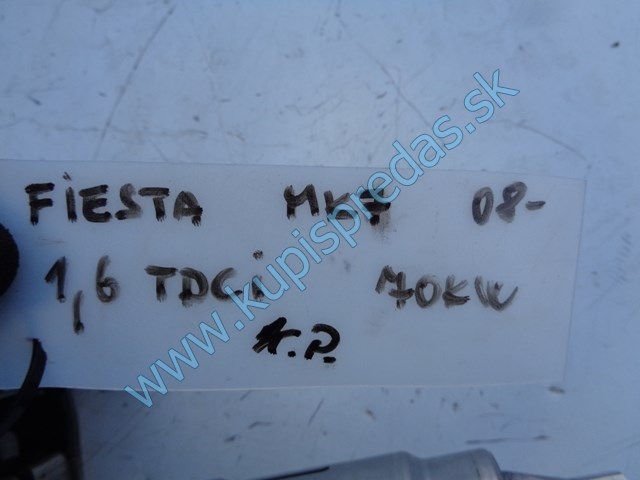 FIESTA MK7 08-
1,6 TDCi 70KW
K.P.
www.kupispredas.sk